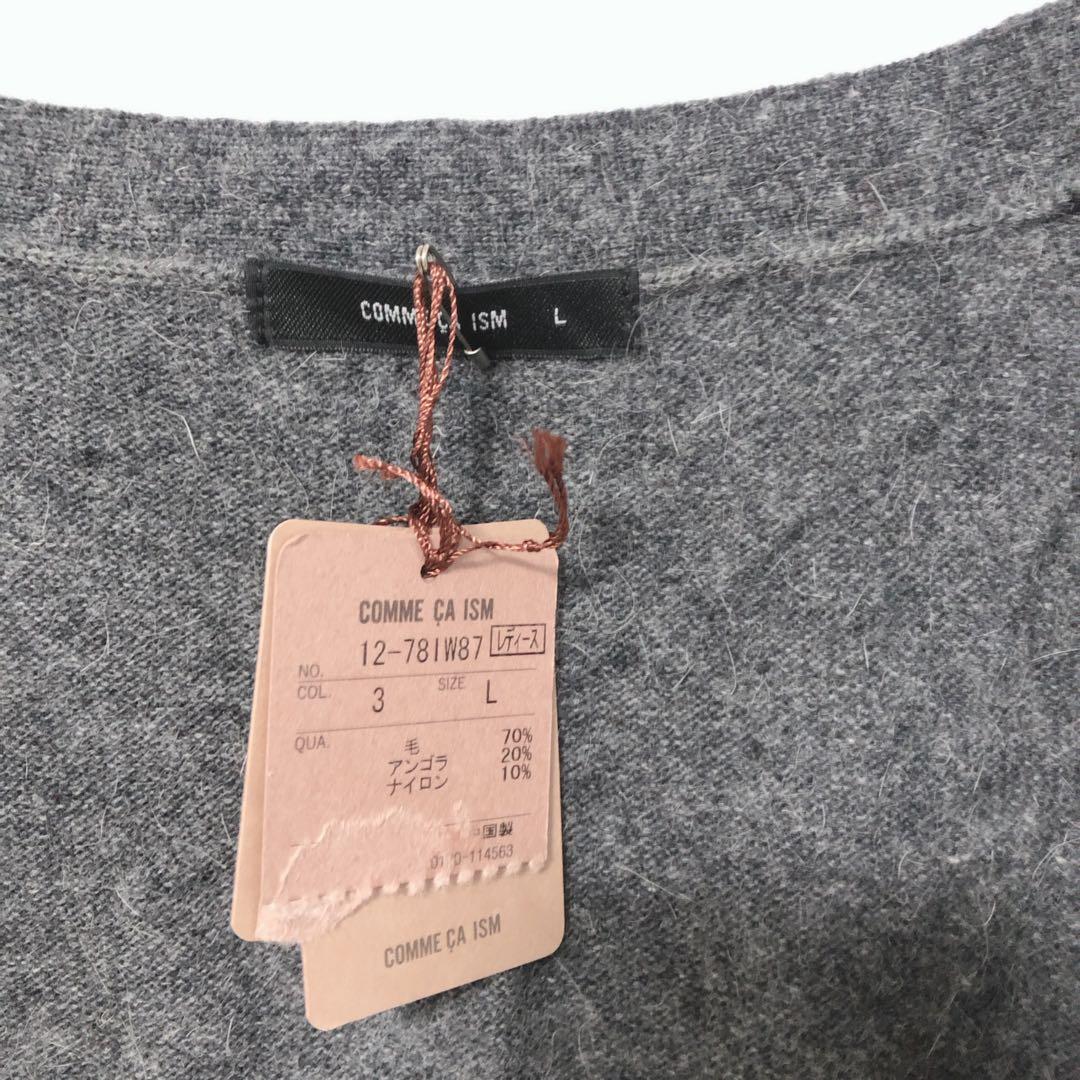 COMME ÇA ISM L
COMME ÇA ISM
NO. 12-78IW87 レディース
COL. 3 SIZE L
QUA. 毛 70%
アンゴラ 20%
ナイロン 10%
国製
-114563
COMME ÇA ISM